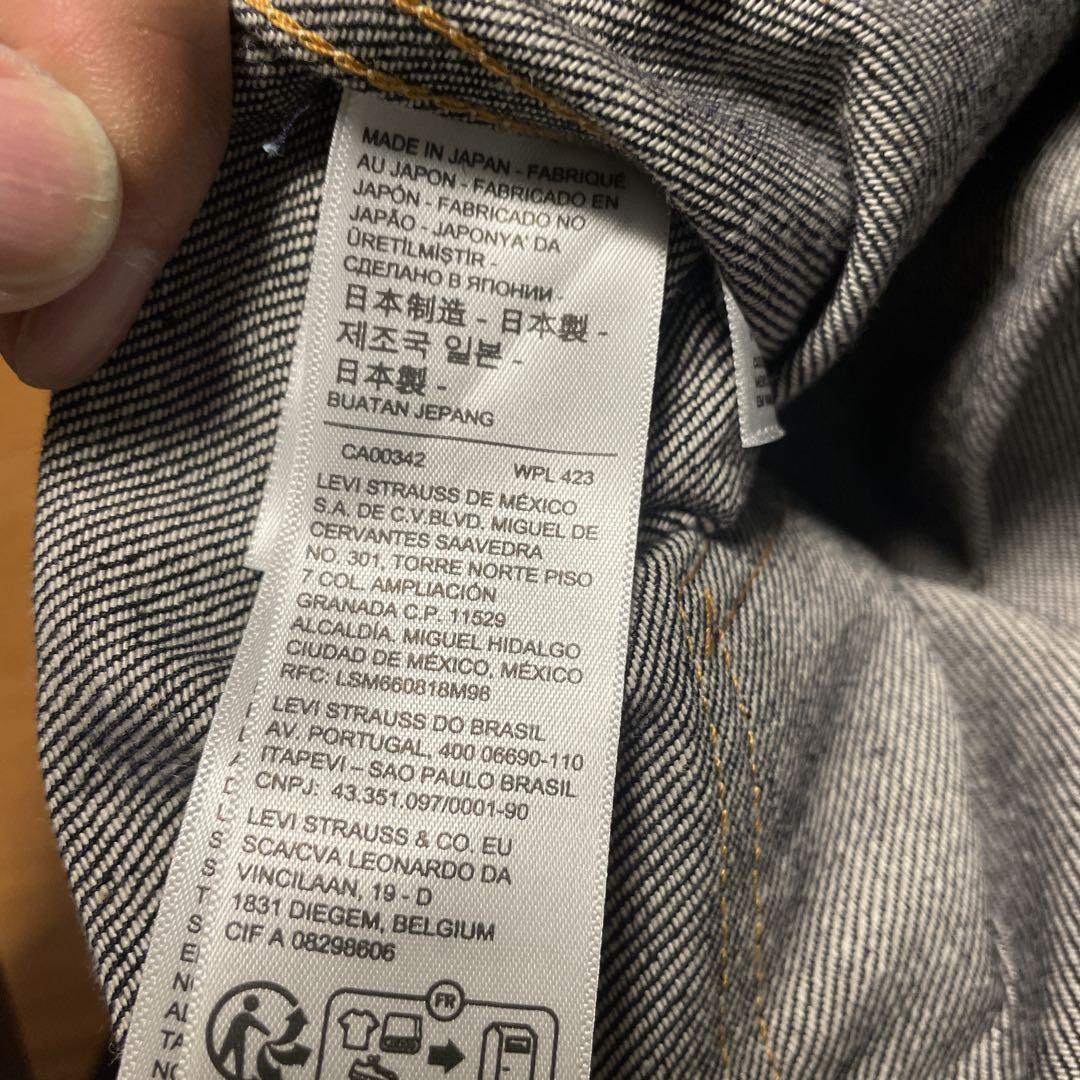 MADE IN JAPAN - FABRIQUÉ
AU JAPON - FABRICADO EN
JAPÓN - FABRICADO NO
JAPÃO - JAPONYA' DA
ÜRETİLMİSTİR -
СДЕЛАНО В ЯПОНИИ -
日本制造 - 日本製 -
제조국 일본 -
日本製 -
BUATAN JEPANG
CA00342 WPL 423
LEVI STRAUSS DE MÉXICO
S.A. DE C.V.BLVD. MIGUEL DE
CERVANTES SAAVEDRA
NO. 301, TORRE NORTE PISO
7 COL. AMPLIACIÓN
GRANADA C.P. 11529
ALCALDÍA. MIGUEL HIDALGO
CIUDAD DE MÉXICO, MÉXICO
RFC: LSM660818M98
LEVI STRAUSS DO BRASIL
AV. PORTUGAL, 400 06690-110
ITAPEVI – SAO PAULO BRASIL
CNPJ: 43.351.097/0001-90
LEVI STRAUSS & CO. EU
SCA/CVA LEONARDO DA
VINCILAAN, 19 - D
1831 DIEGEM, BELGIUM
CIF A 08298606
FR